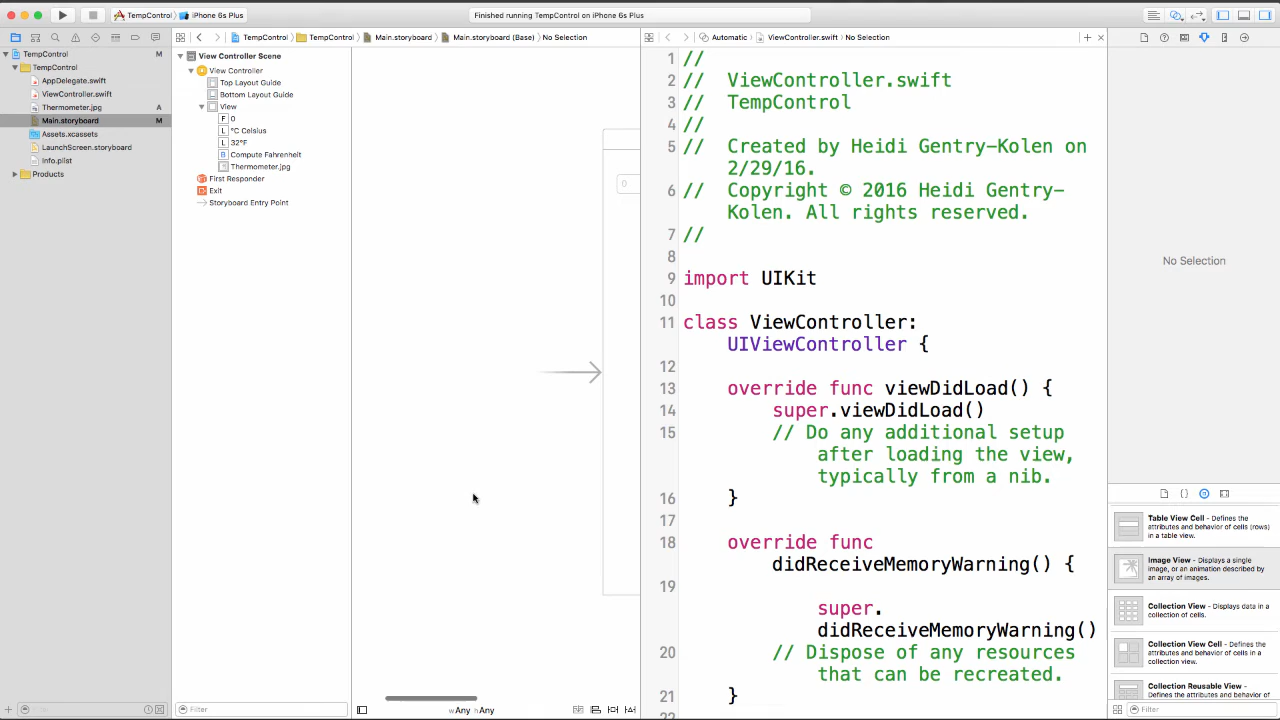 TempControl
iPhone 6s Plus
Finished running TempControl on iPhone 6s Plus
TempControl
TempControl
Main.storyboard
Main.storyboard (Base)
No Selection
Automatic
ViewController.swift
No Selection
TempControl M
TempControl
AppDelegate.swift
ViewController.swift
Thermometer.jpg A
Main.storyboard M
Assets.xcassets
LaunchScreen.storyboard
Info.plist
Products
View Controller Scene
View Controller
Top Layout Guide
Bottom Layout Guide
View
F 0
L °C Celsius
L 32°F
B Compute Fahrenheit
Thermometer.jpg
First Responder
Exit
Storyboard Entry Point
0
1 //
2 // ViewController.swift
3 // TempControl
4 //
5 // Created by Heidi Gentry-Kolen on
2/29/16.
6 // Copyright © 2016 Heidi Gentry-
Kolen. All rights reserved.
7 //
8
9 import UIKit
10
11 class ViewController:
UIViewController {
12
13 override func viewDidLoad() {
14 super.viewDidLoad()
15 // Do any additional setup
after loading the view,
typically from a nib.
16 }
17
18 override func
didReceiveMemoryWarning() {
19
super.
didReceiveMemoryWarning()
20 // Dispose of any resources
that can be recreated.
21 }
22
No Selection
Table View Cell - Defines the
attributes and behavior of cells (rows)
in a table view.
Image View - Displays a single
image, or an animation described by
an array of images.
Collection View - Displays data in a
collection of cells.
Collection View Cell - Defines the
attributes and behavior of cells in a
collection view.
Collection Reusable View -
Defines the attributes and behavior of
Filter
Filter
wAny hAny
Filter